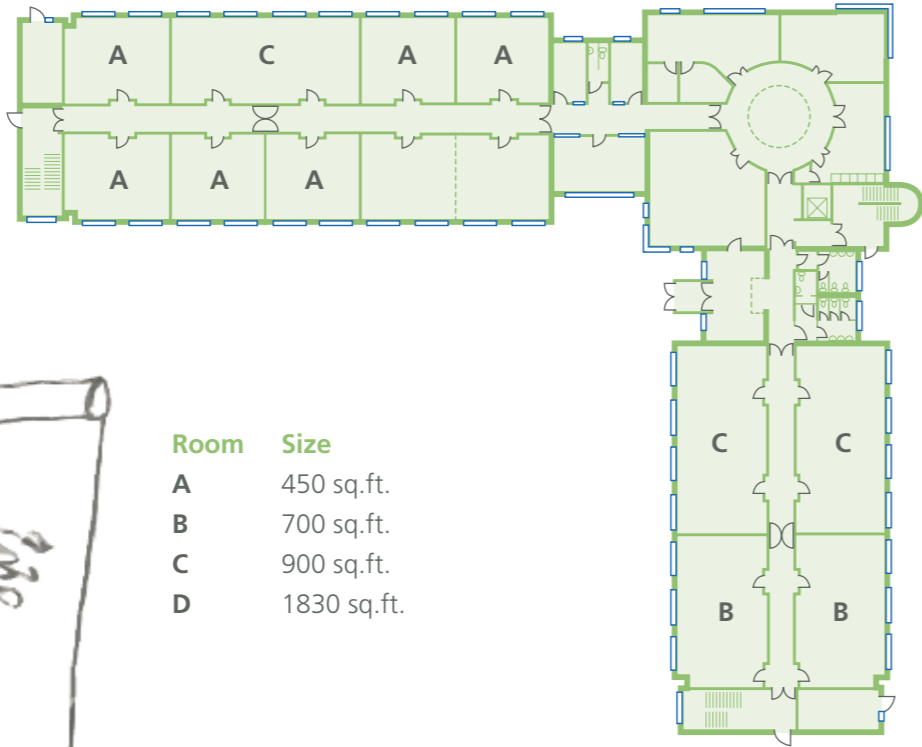 A C A A
A A A
C C
B B
Room Size
A 450 sq.ft.
B 700 sq.ft.
C 900 sq.ft.
D 1830 sq.ft.